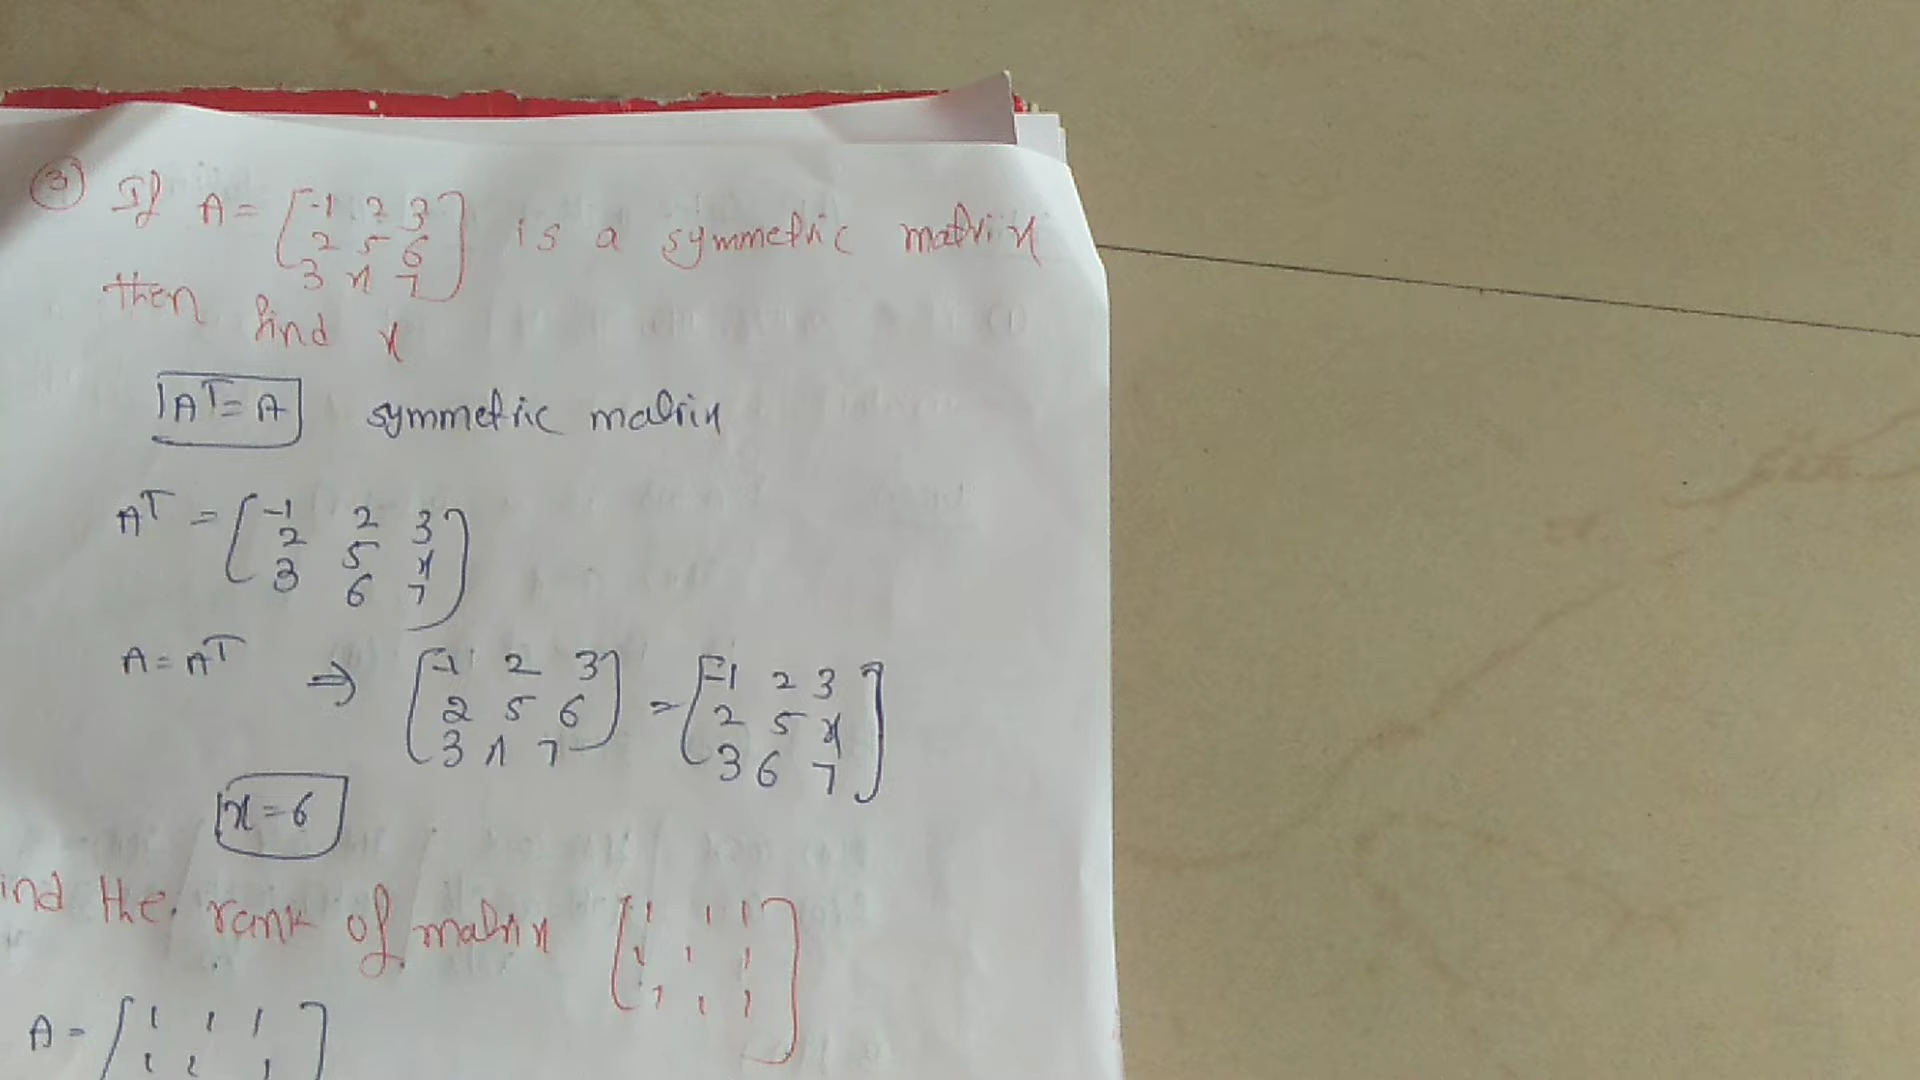 ③ If A = [-1 2 3
2 5 6
3 x 7] is a symmetric matrix
then find x
A^T = A symmetric matrix
A^T = [-1 2 3
2 5 x
3 6 7]
A = A^T ⇒ [-1 2 3
2 5 6
3 x 7] = [-1 2 3
2 5 x
3 6 7]
x = 6
ind the rank of matrix [1 1 1
1 1 1
1 1 1]
A = [1 1 1
1 1 1]